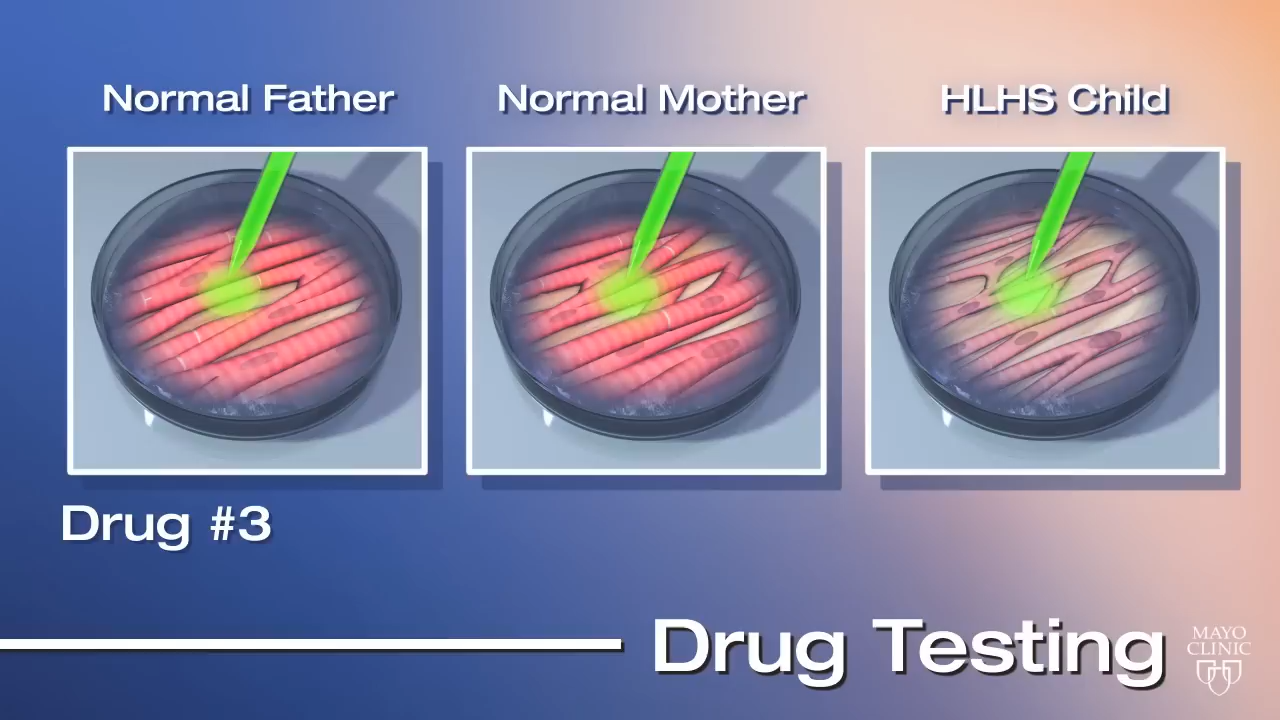 Normal Father
Normal Mother
HLHS Child
Drug #3
Drug Testing
MAYO
CLINIC